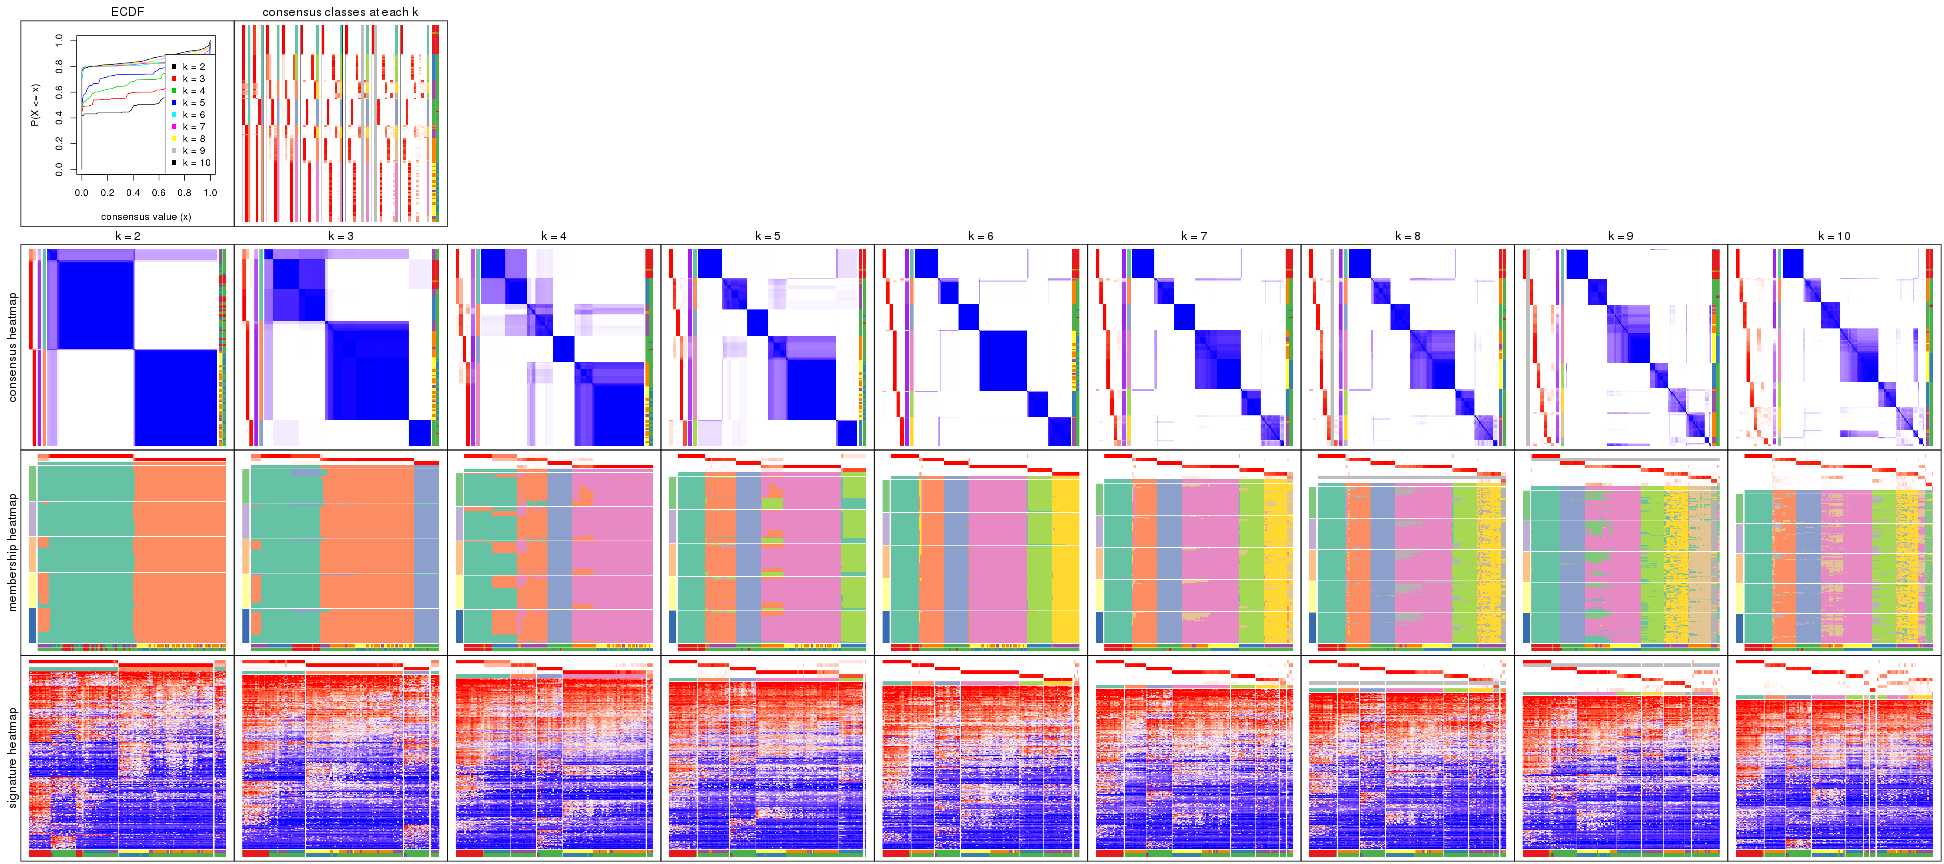 ECDF
consensus classes at each k
P(X <= x)
0.0 0.2 0.4 0.6 0.8 1.0
k = 2
k = 3
k = 4
k = 5
k = 6
k = 7
k = 8
k = 9
k = 10
0.0 0.2 0.4 0.6 0.8 1.0
consensus value (x)
k = 2 k = 3 k = 4 k = 5 k = 6 k = 7 k = 8 k = 9 k = 10
consensus heatmap
membership heatmap
signature heatmap